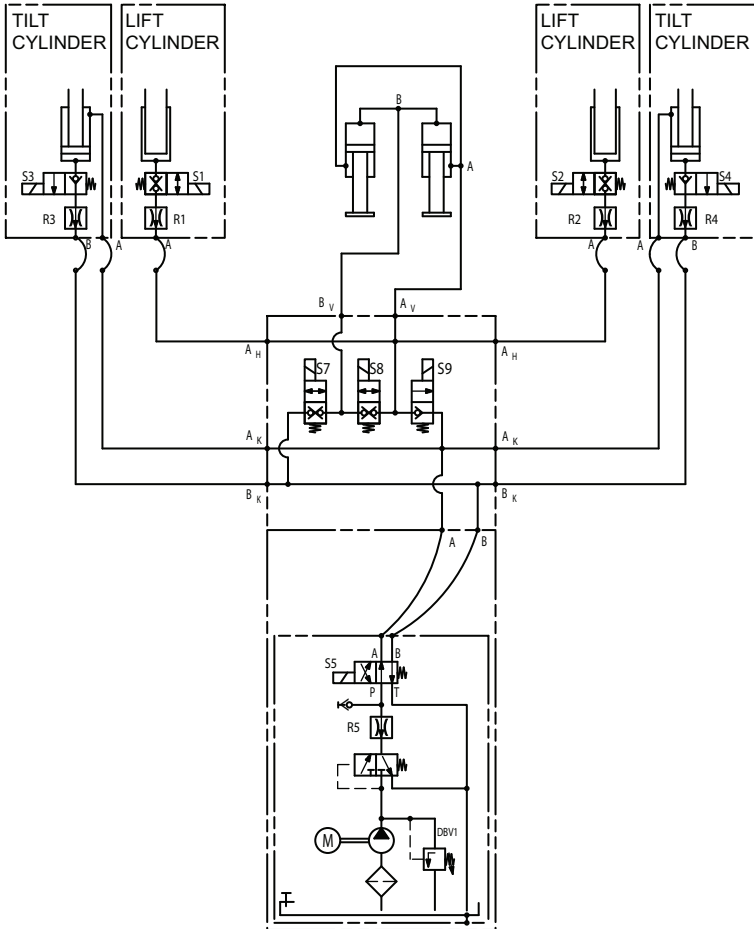 TILT
CYLINDER
LIFT
CYLINDER
LIFT
CYLINDER
TILT
CYLINDER
B
A
S3
S1
S2
S4
R3
R1
R2
R4
B
A
A
A
A
B
B V
A V
A H
A H
S7
S8
S9
A K
A K
B K
B K
A
B
A
B
S5
P
T
R5
M
DBV1